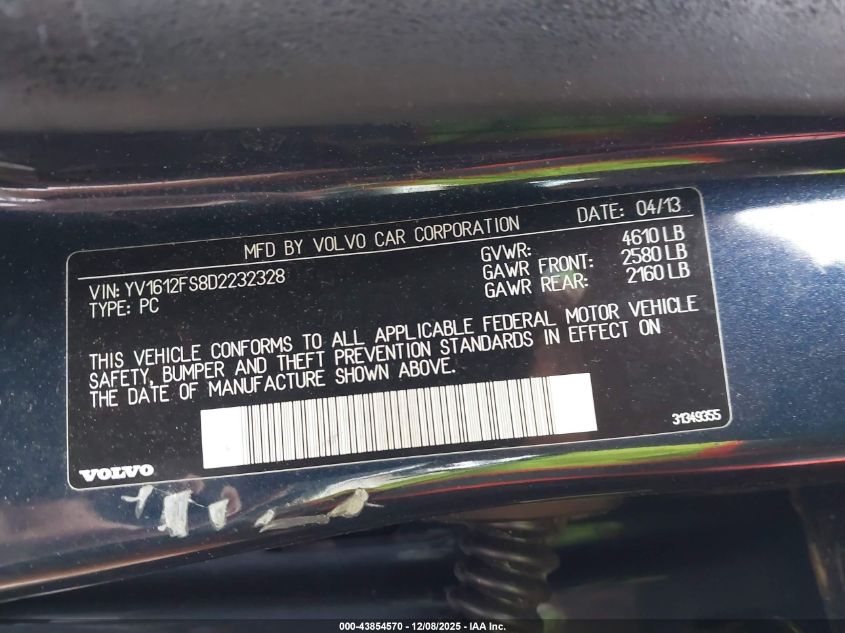 MFD BY VOLVO CAR CORPORATION DATE: 04/13
VIN: YV1612FS8D2232328
TYPE: PC
GVWR: 4610 LB
GAWR FRONT: 2580 LB
GAWR REAR: 2160 LB
THIS VEHICLE CONFORMS TO ALL APPLICABLE FEDERAL MOTOR VEHICLE
SAFETY, BUMPER AND THEFT PREVENTION STANDARDS IN EFFECT ON
THE DATE OF MANUFACTURE SHOWN ABOVE.
31349355
VOLVO
000-43854570 - 12/08/2025 - IAA Inc.